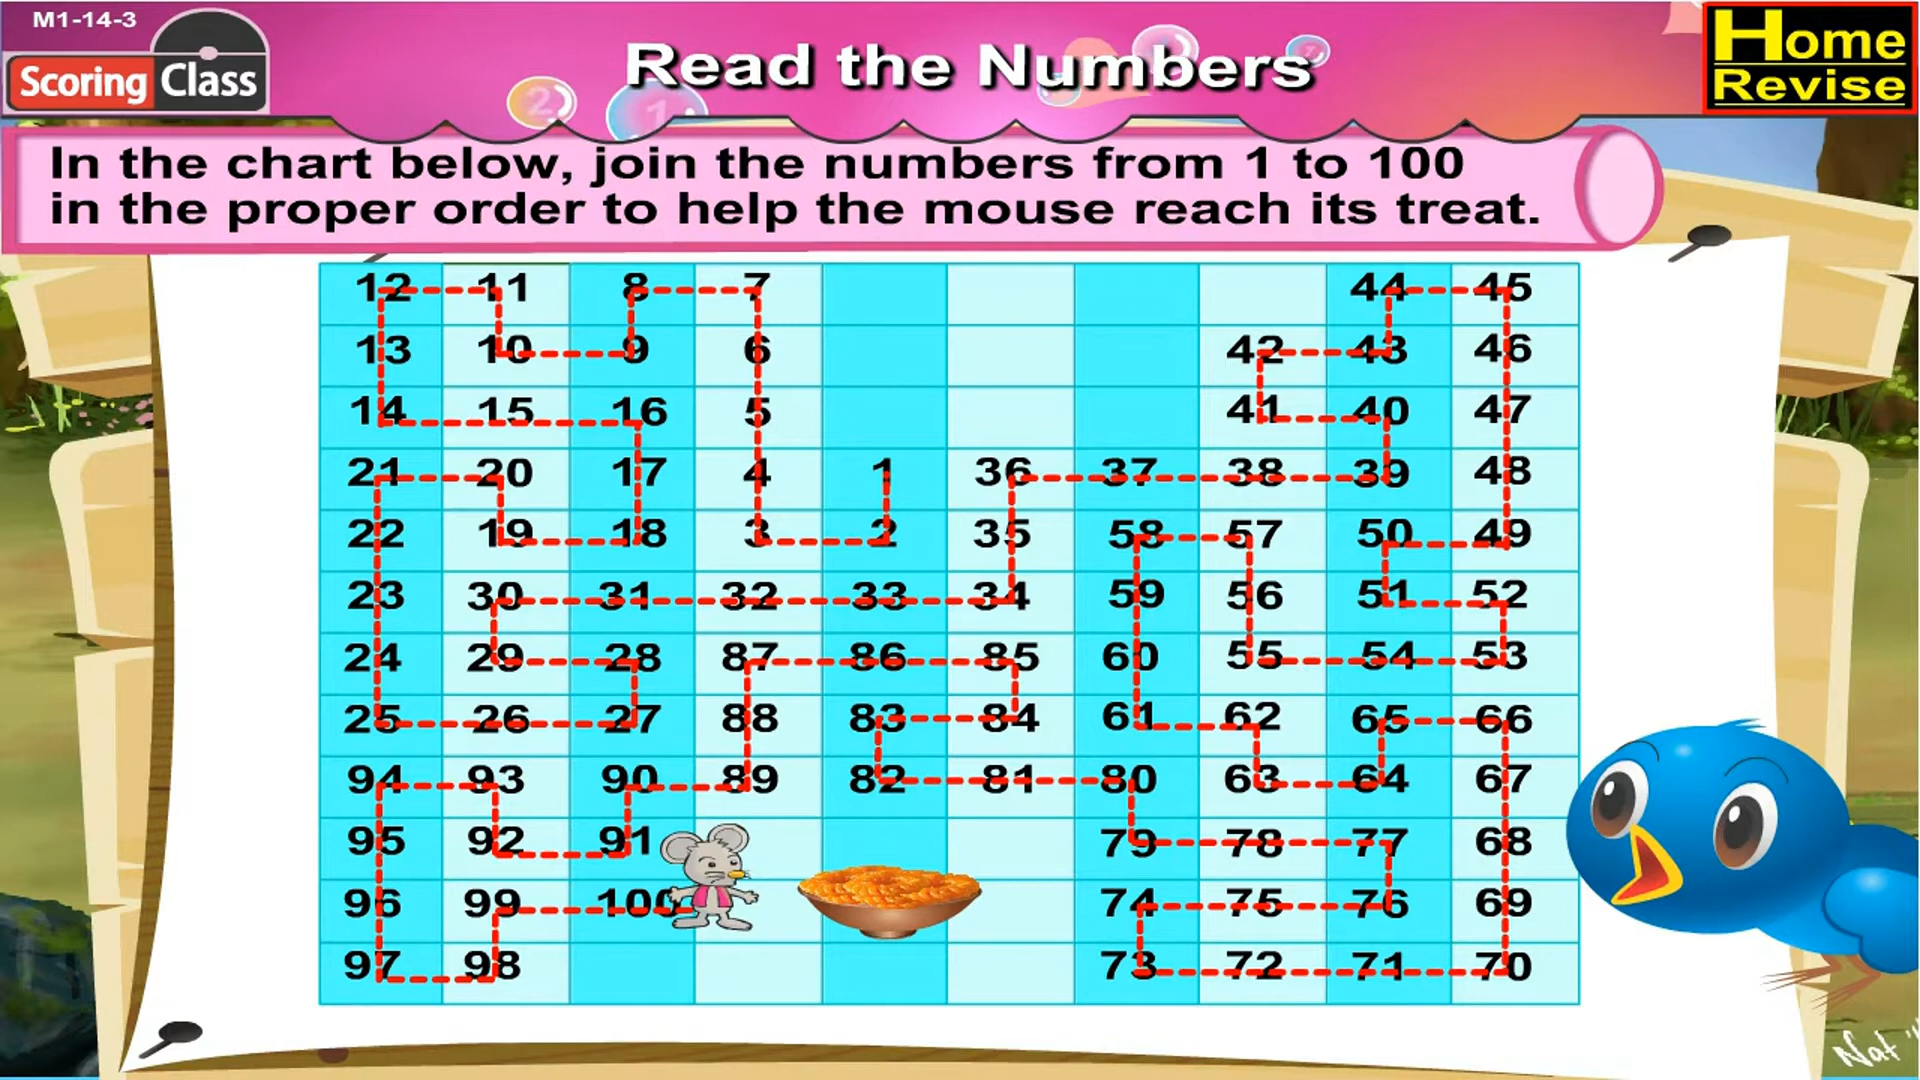 M1-14-3
Scoring Class
Read the Numbers
Home
Revise
In the chart below, join the numbers from 1 to 100
in the proper order to help the mouse reach its treat.
12 11 8 7 44 45
13 10 9 6 42 43 46
14 15 16 5 41 40 47
21 20 17 4 1 36 37 38 39 48
22 19 18 3 2 35 58 57 50 49
23 30 31 32 33 34 59 56 51 52
24 29 28 87 86 85 60 55 54 53
25 26 27 88 83 84 61 62 65 66
94 93 90 89 82 81 80 63 64 67
95 92 91 79 78 77 68
96 99 100 74 75 76 69
97 98 73 72 71 70